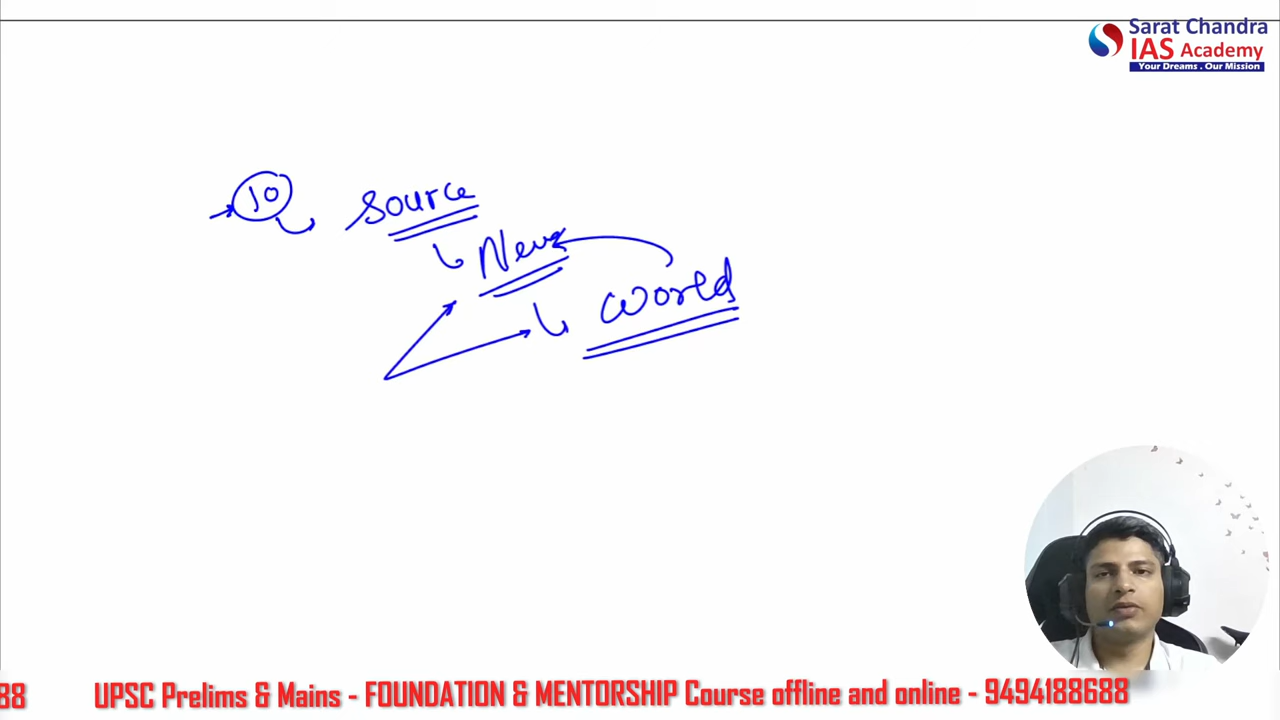 Sarat Chandra
IAS Academy
Your Dreams . Our Mission
10 source
News
World
88 UPSC Prelims & Mains - FOUNDATION & MENTORSHIP Course offline and online - 9494188688